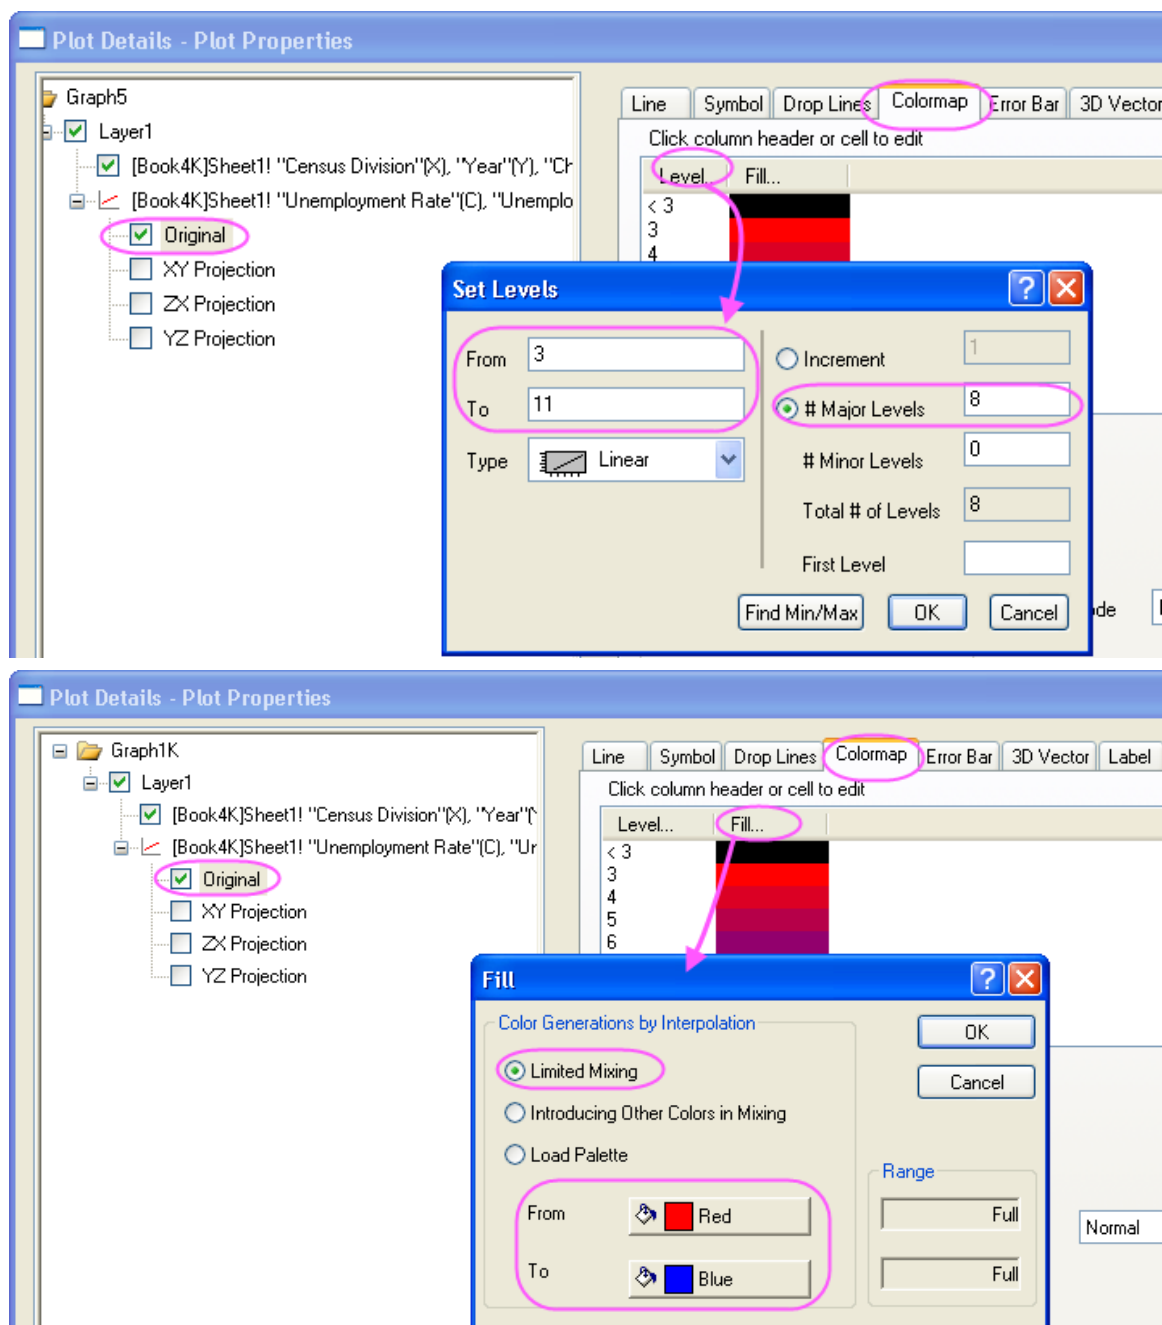 Plot Details - Plot Properties
Graph5
Layer1
[Book4K]Sheet1! "Census Division"(X), "Year"(Y), "Ch
[Book4K]Sheet1! "Unemployment Rate"(C), "Unemplo
Original
XY Projection
ZX Projection
YZ Projection
Line Symbol Drop Lines Colormap Error Bar 3D Vector
Click column header or cell to edit
Level... Fill...
< 3
3
4
Set Levels
From 3
To 11
Type Linear
Increment 1
# Major Levels 8
# Minor Levels 0
Total # of Levels 8
First Level
Find Min/Max OK Cancel
Plot Details - Plot Properties
Graph1K
Layer1
[Book4K]Sheet1! "Census Division"(X), "Year"(
[Book4K]Sheet1! "Unemployment Rate"(C), "Ur
Original
XY Projection
ZX Projection
YZ Projection
Line Symbol Drop Lines Colormap Error Bar 3D Vector Label
Click column header or cell to edit
Level... Fill...
< 3
3
4
5
6
Fill
Color Generations by Interpolation
Limited Mixing
Introducing Other Colors in Mixing
Load Palette
From Red
To Blue
OK
Cancel
Range
Full
Full
Normal